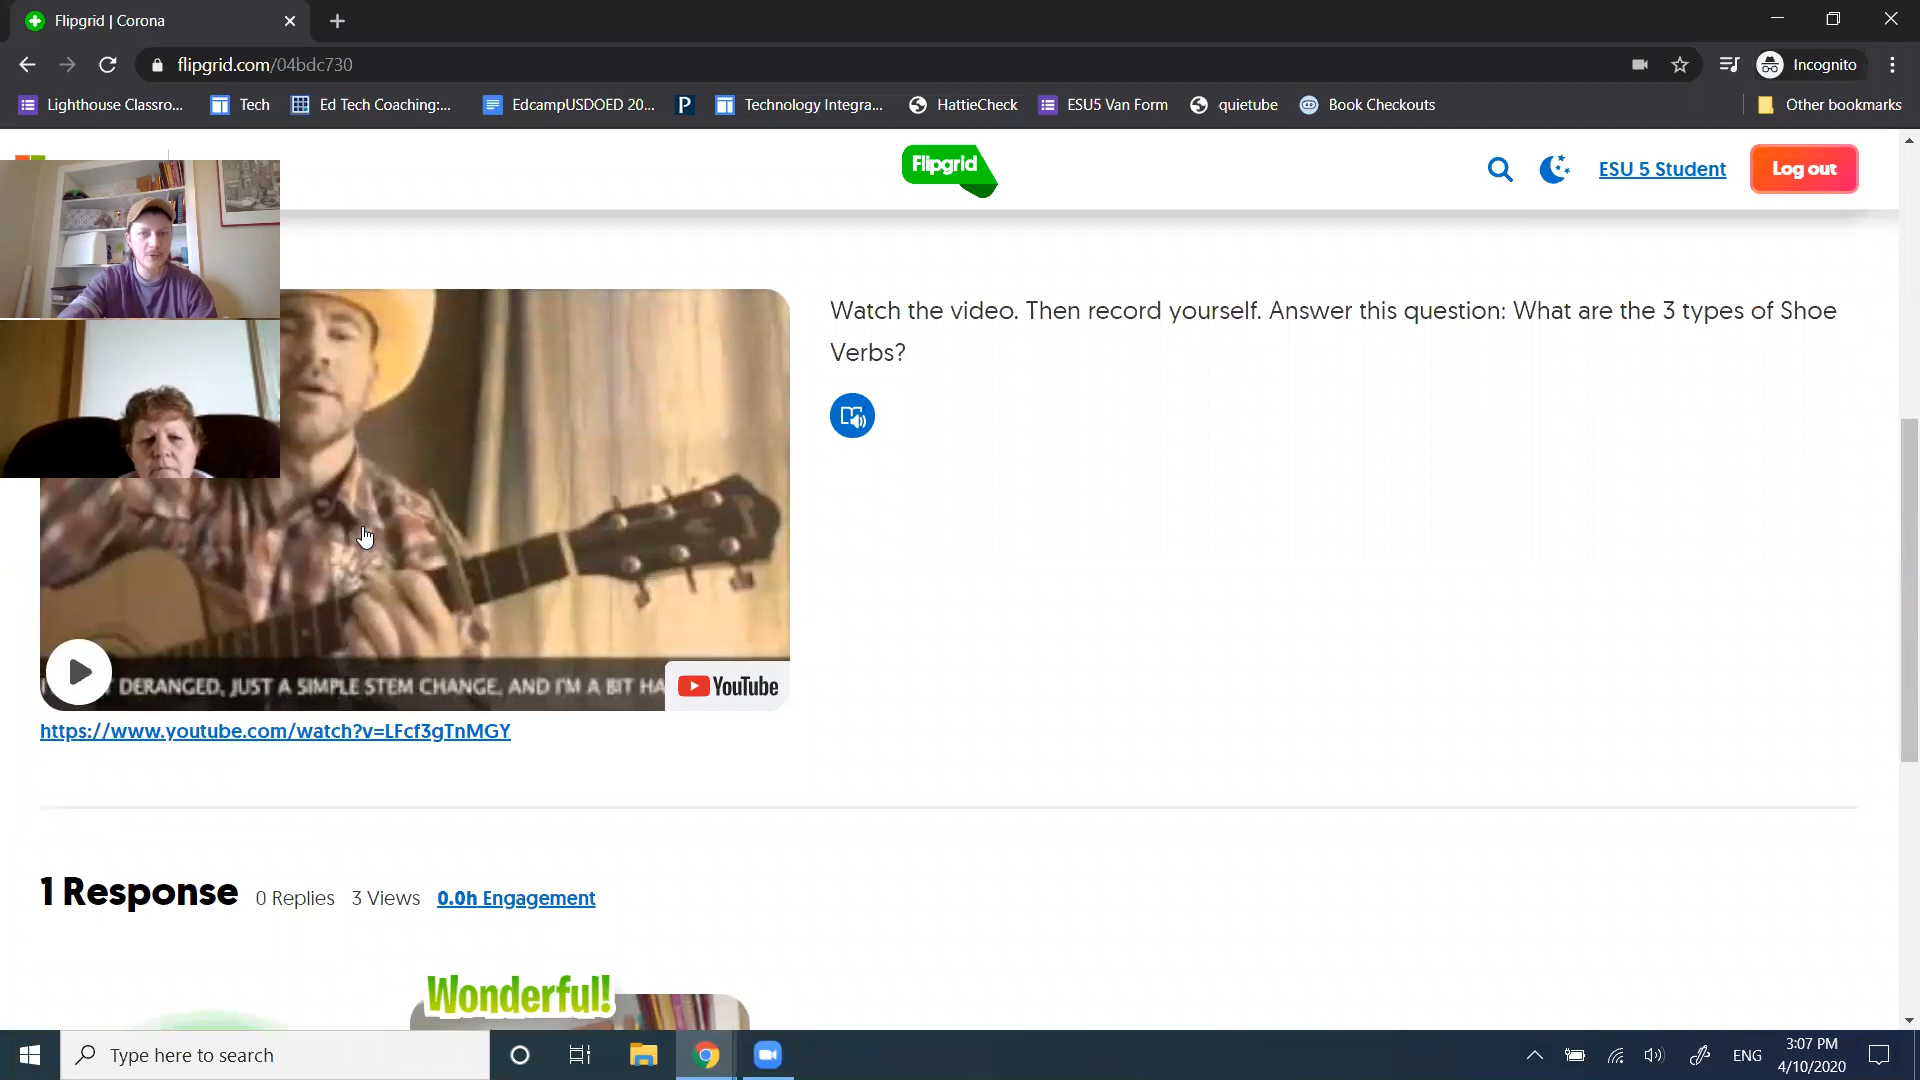 Flipgrid | Corona
flipgrid.com/04bdc730
Incognito
Lighthouse Classro...
Tech
Ed Tech Coaching:...
EdcampUSDOED 20...
Technology Integra...
HattieCheck
ESU5 Van Form
quietube
Book Checkouts
Other bookmarks
Flipgrid
ESU 5 Student
Log out
Watch the video. Then record yourself. Answer this question: What are the 3 types of Shoe
Verbs?
DERANGED, JUST A SIMPLE STEM CHANGE, AND I'M A BIT HA
YouTube
https://www.youtube.com/watch?v=LFcf3gTnMGY
1 Response 0 Replies 3 Views 0.0h Engagement
Wonderful!
Type here to search
ENG
3:07 PM
4/10/2020